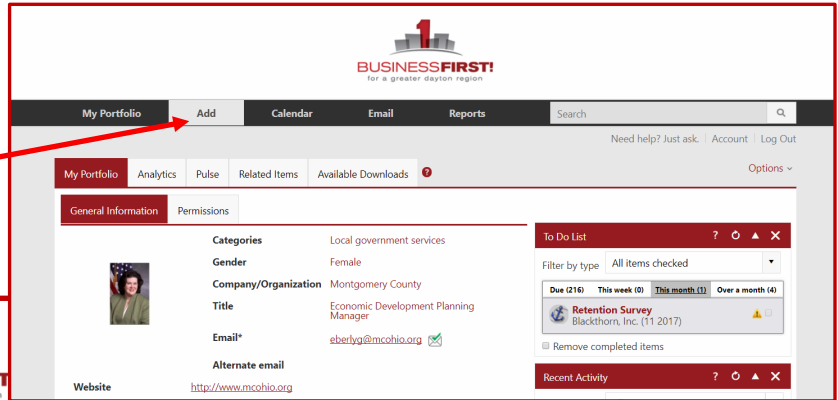 1
BUSINESSFIRST!
for a greater dayton region
My Portfolio Add Calendar Email Reports Search
Need help? Just ask. | Account | Log Out
My Portfolio Analytics Pulse Related Items Available Downloads ? Options
General Information Permissions
Categories Local government services
Gender Female
Company/Organization Montgomery County
Title Economic Development Planning
Manager
Email* eberlyg@mcohio.org
Alternate email
Website http://www.mcohio.org
To Do List ?
Filter by type All items checked
Due (216) This week (0) This month (1) Over a month (4)
Retention Survey
Blackthorn, Inc. (11 2017)
Remove completed items
Recent Activity ?